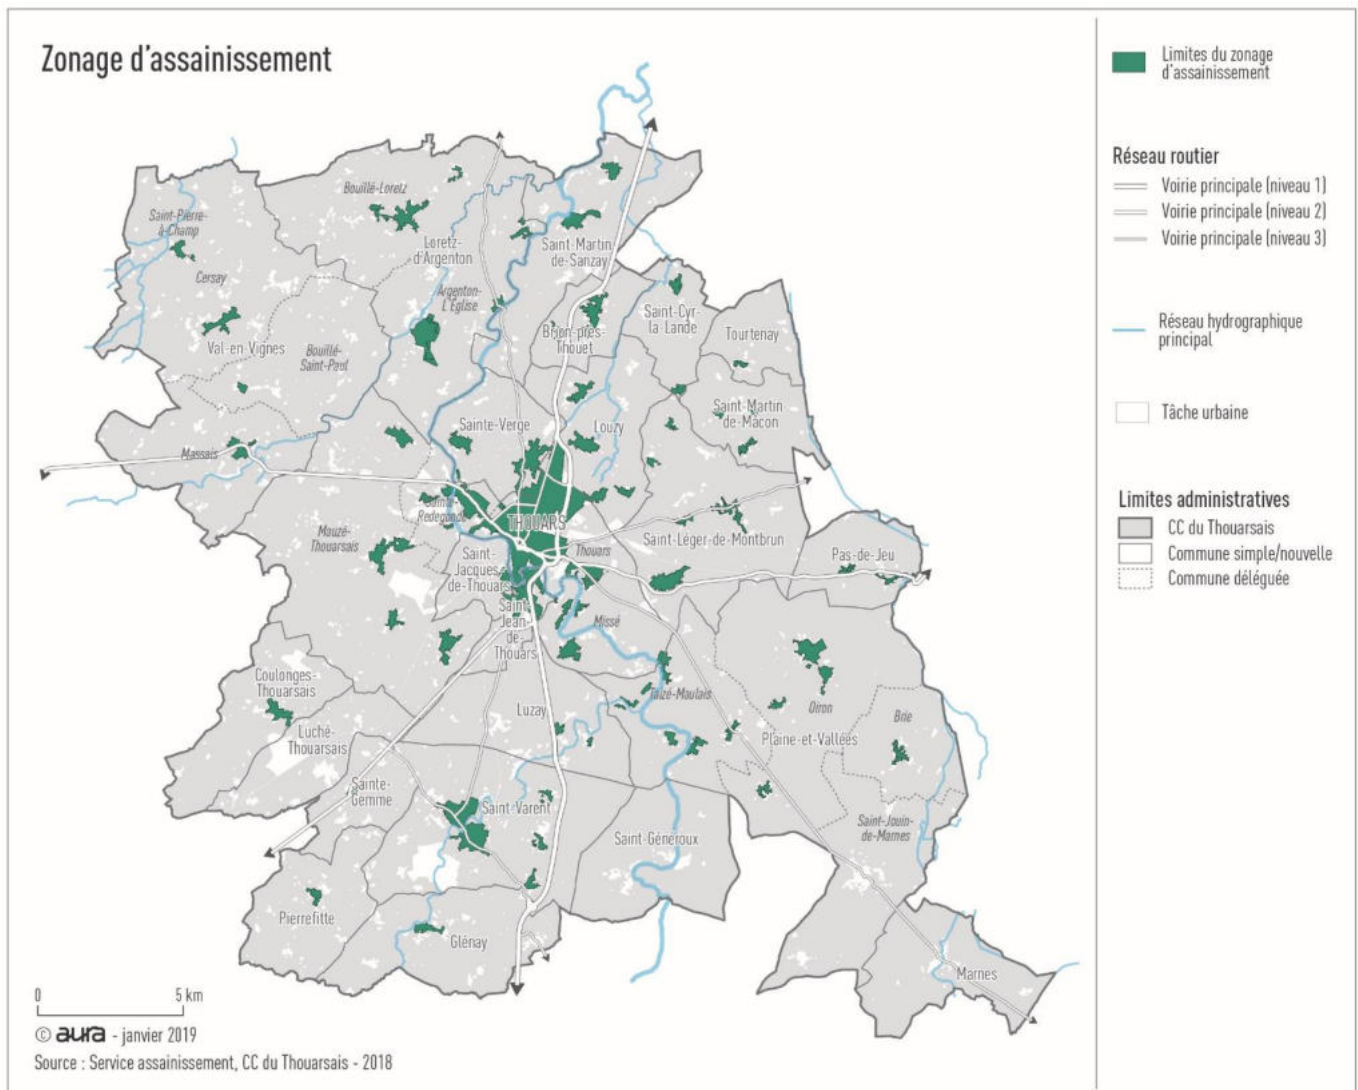 Zonage d'assainissement
Bouillé-Loretz
Saint-Pierre-
à-Champ
Loretz-
d'Argenton
Saint-Martin
de-Sanzay
Cersay
Argenton-
L'Église
Saint-Cyr-
la-Lande
Brion-près-
Thouet
Tourtenay
Val-en-Vignes
Bouillé-
Saint-Paul
Saint-Martin
de-Mâcon
Sainte-Verge
Louzy
Massais
Sainte-
Radegonde
THOUARS
Mauzé-
Thouarsais
Saint-Léger-de-Montbrun
Thouars
Saint-
Jacques-
de-Thouars
Pas-de-Jeu
Saint-
Jean-
de-
Thouars
Missé
Coulonges-
Thouarsais
Taizé-Maulais
Oiron
Luzay
Brie
Luché-
Thouarsais
Plaine-et-Vallées
Sainte-
Gemme
Saint-Varent
Saint-Jouin-
de-Marnes
Saint-Généroux
Pierrefitte
Glénay
Marnes
0 5 km
© aura - janvier 2019
Source : Service assainissement, CC du Thouarsais - 2018
Limites du zonage
d'assainissement
Réseau routier
Voirie principale (niveau 1)
Voirie principale (niveau 2)
Voirie principale (niveau 3)
Réseau hydrographique
principal
Tâche urbaine
Limites administratives
CC du Thouarsais
Commune simple/nouvelle
Commune déléguée